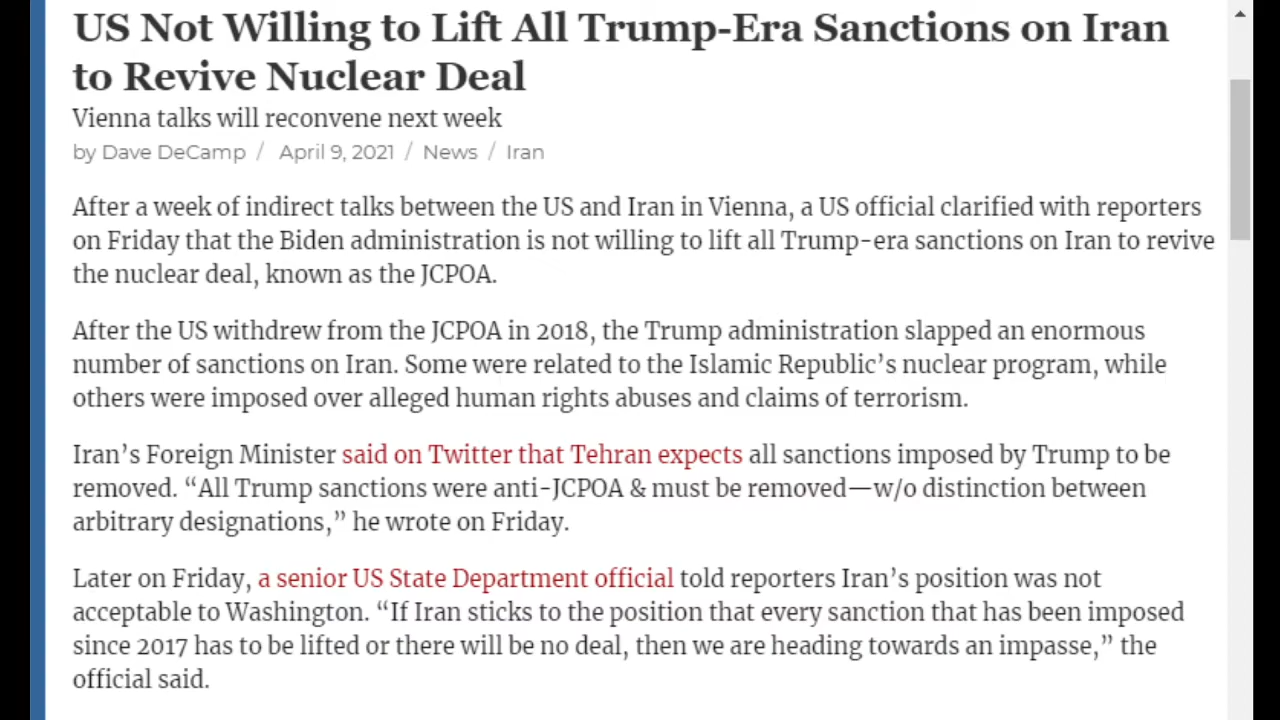 US Not Willing to Lift All Trump-Era Sanctions on Iran
to Revive Nuclear Deal
Vienna talks will reconvene next week
by Dave DeCamp / April 9, 2021 / News / Iran
After a week of indirect talks between the US and Iran in Vienna, a US official clarified with reporters
on Friday that the Biden administration is not willing to lift all Trump-era sanctions on Iran to revive
the nuclear deal, known as the JCPOA.
After the US withdrew from the JCPOA in 2018, the Trump administration slapped an enormous
number of sanctions on Iran. Some were related to the Islamic Republic’s nuclear program, while
others were imposed over alleged human rights abuses and claims of terrorism.
Iran’s Foreign Minister said on Twitter that Tehran expects all sanctions imposed by Trump to be
removed. “All Trump sanctions were anti-JCPOA & must be removed—w/o distinction between
arbitrary designations,” he wrote on Friday.
Later on Friday, a senior US State Department official told reporters Iran’s position was not
acceptable to Washington. “If Iran sticks to the position that every sanction that has been imposed
since 2017 has to be lifted or there will be no deal, then we are heading towards an impasse,” the
official said.